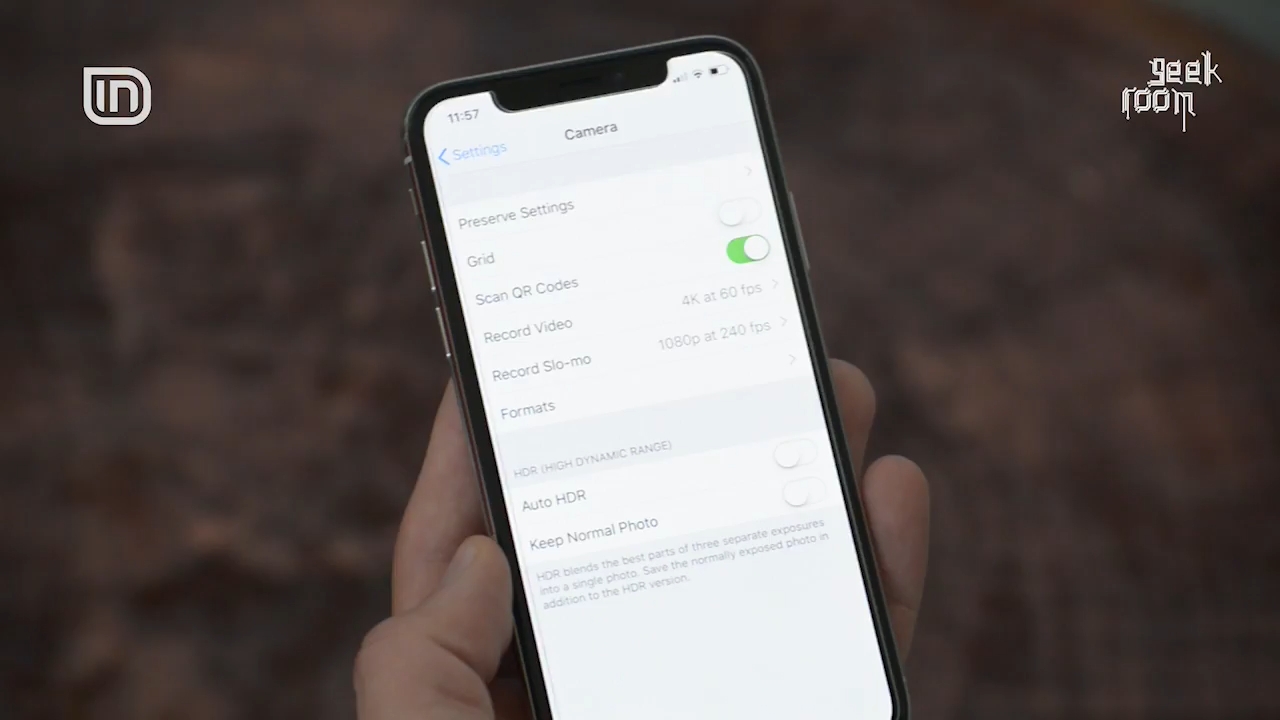 IN
geek
room
11:57
Settings
Camera
Preserve Settings
Grid
Scan QR Codes
Record Video
4K at 60 fps
Record Slo-mo
1080p at 240 fps
Formats
HDR (HIGH DYNAMIC RANGE)
Auto HDR
Keep Normal Photo
HDR blends the best parts of three separate exposures
into a single photo. Save the normally exposed photo in
addition to the HDR version.